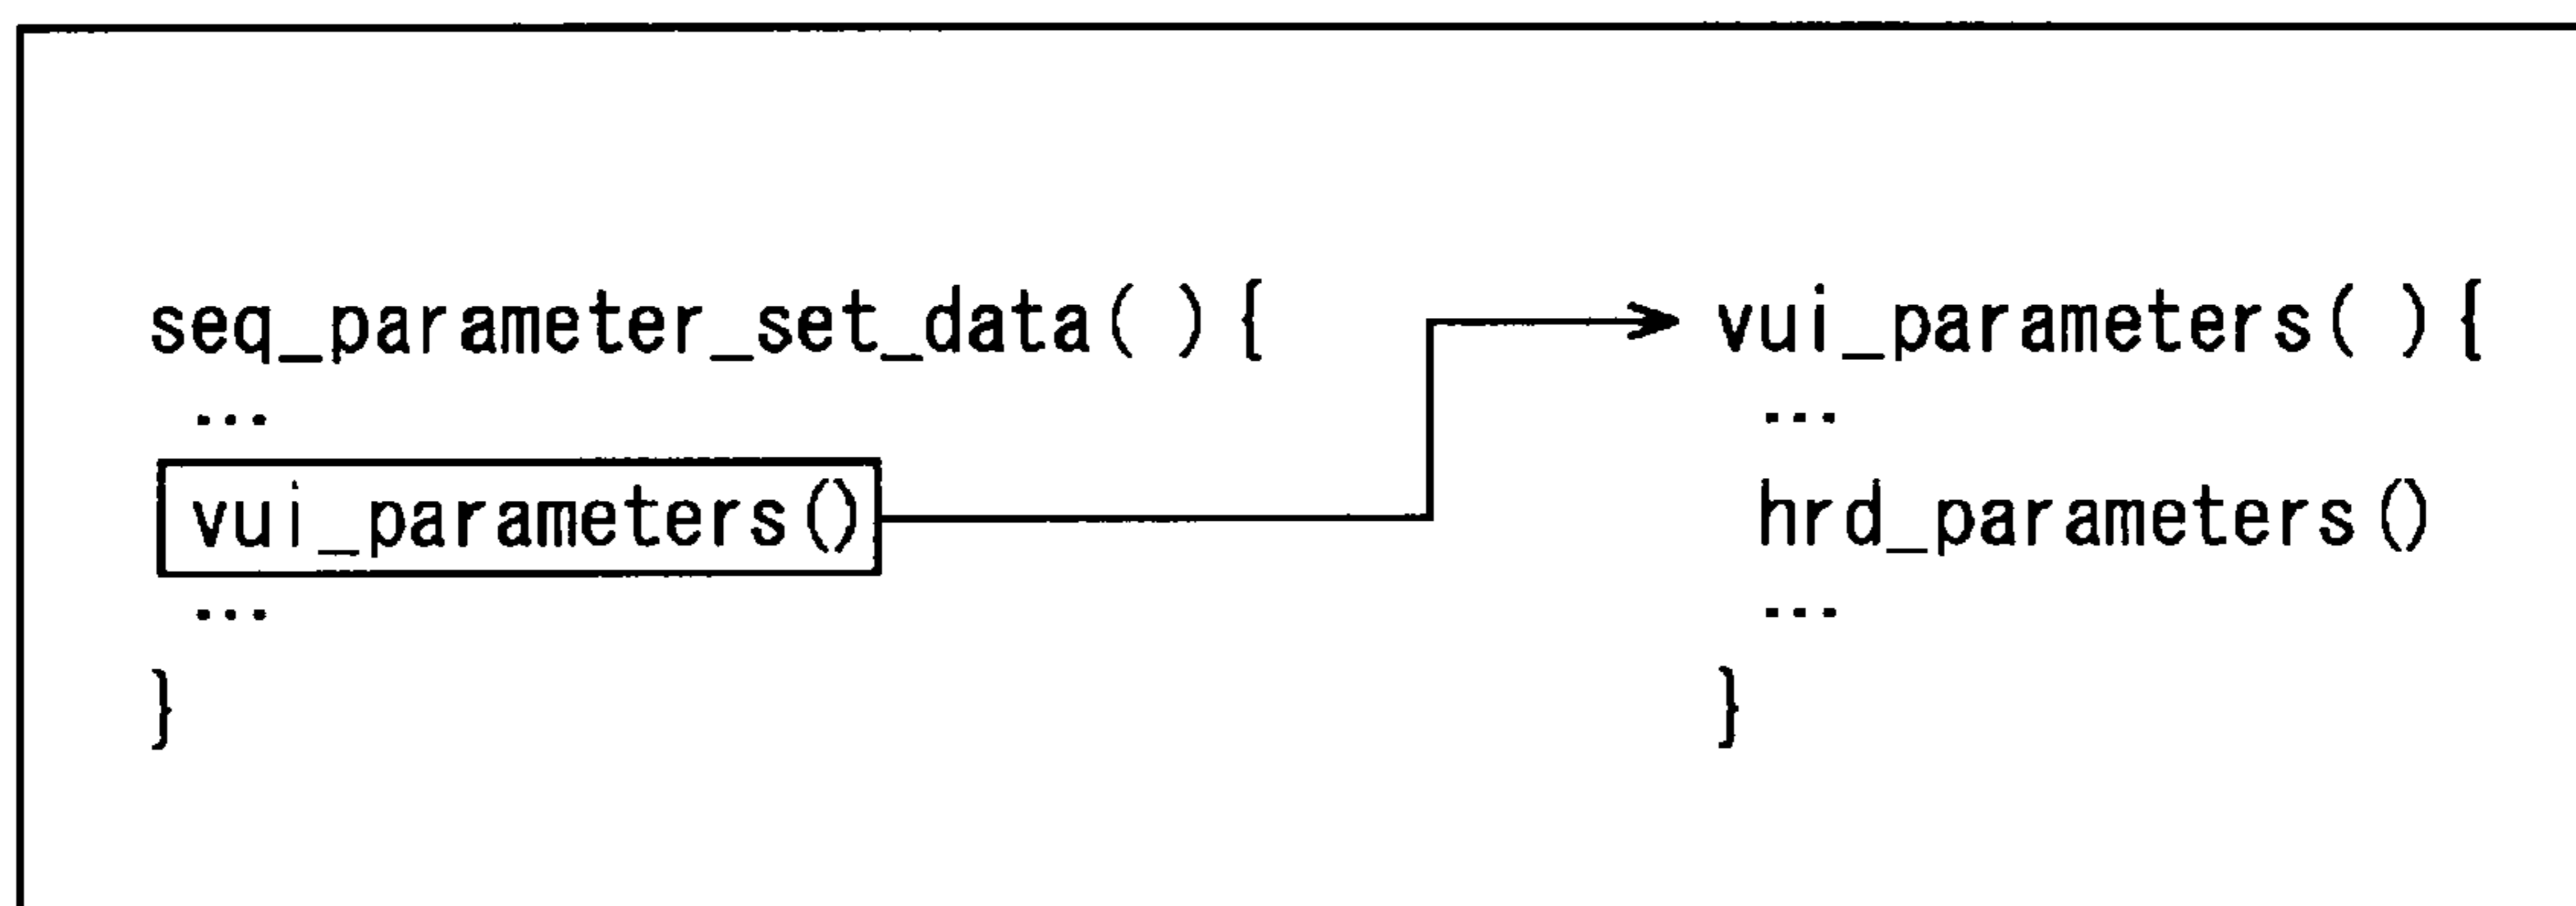 seq_parameter_set_data( ){
...
vui_parameters()
...
}
vui_parameters( ){
...
hrd_parameters()
...
}